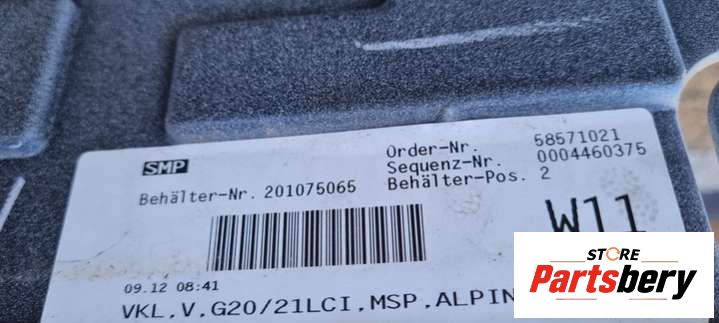 SMP
Order-Nr. 58571021
Sequenz-Nr. 0004460375
Behälter-Nr. 201075065
Behälter-Pos. 2
W11
09.12 08:41
VKL.V.G20/21LCI.MSP.ALPIN
STORE
Partsbery